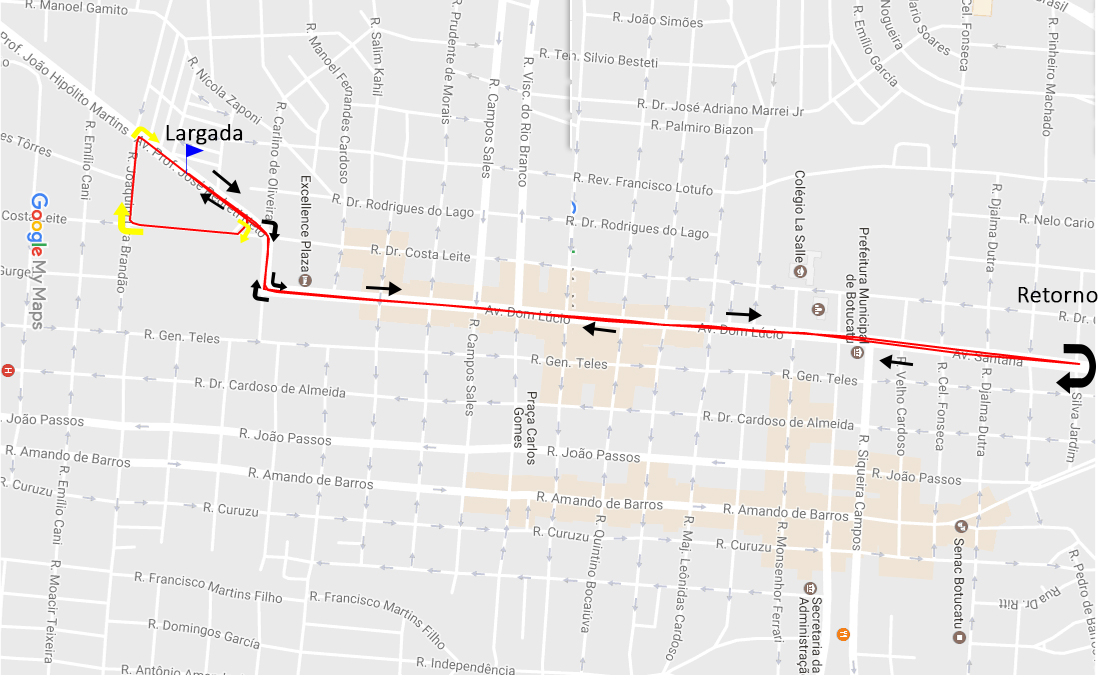 R. Manoel Gamito
R. João Simões
R. Prudente de Morais
R. Salim Kahil
R. Manoel Fernandes Cardoso
Prof. João Hipólito Martins
R. Nicola Zaponi
R. Ten. Silvio Besteti
R. Emílio García
Nogueira
Soares
Cel. Fonseca
R. Pinheiro Machado
Brasil
R. Campos Sales
R. Visc. do Rio Branco
R. Dr. José Adriano Marrei Jr
R. Palmiro Biazon
Largada
R. Carlino de Oliveira
es Tôrres
R. Emílio Cani
Av. Prof. José
R. Rev. Francisco Lotufo
Excellence Plaza
R. Dr. Rodrigues do Lago
R. Dr. Rodrigues do Lago
Colégio La Salle
R. Djalma Dutra
R. Nelo Cario
Costa Leite
Google My Maps
R. Joaquim
a Brandão
R. Dr. Costa Leite
Prefeitura Municipal
de Botucatu
Surge
Retorno
R. Dr. C
Av. Dom Lúcio
Av. Dom Lúcio
R. Gen. Teles
R. Campos Sales
R. Gen. Teles
R. Gen. Teles
Av. Santana
R. Velho Cardoso
R. Cel. Fonseca
R. Djalma Dutra
Silva Jardim
H
R. Dr. Cardoso de Almeida
R. Dr. Cardoso de Almeida
Praça Carlos
Gomes
. João Passos
R. João Passos
R. João Passos
R. João Passos
R. Siqueira Campos
R. Amando de Barros
R. Amando de Barros
R. Amando de Barros
R. Amando de Barros
R. Curuzu
R. Curuzu
R. Curuzu
R. Curuzu
R. Emílio Cani
R. Quintino Bocaiúva
R. Maj. Leônidas Cardoso
R. Monsenhor Ferrari
Senac Botucatu
R. Moacir Teixeira
R. Francisco Martins Filho
R. Francisco Martins Filho
Secretaria da
Administraçã
Rua Dr. Ritt
R. Pedro de Barros
R. Domingos García
R. Independência
R. Antônio Am